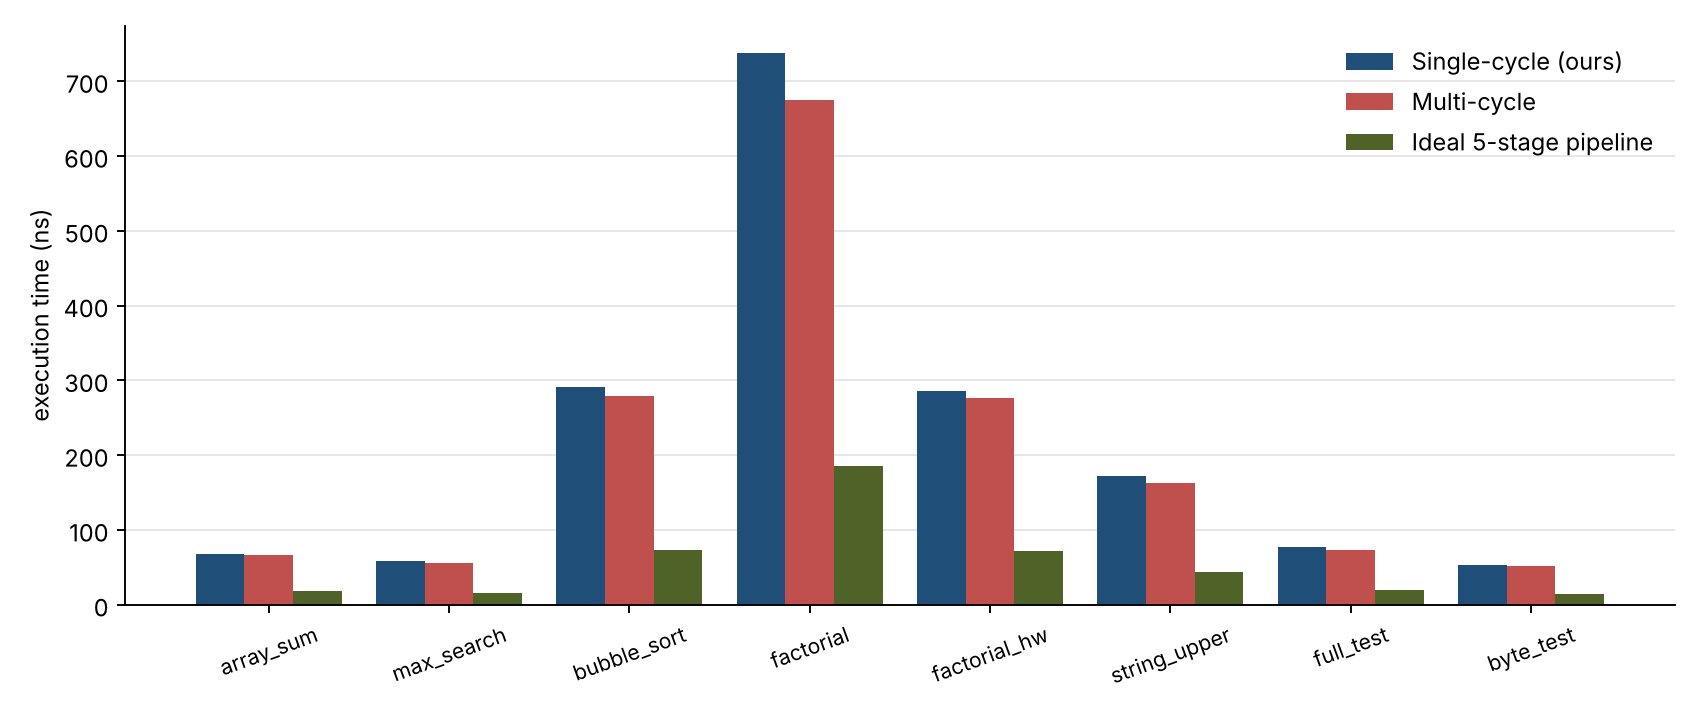 Single-cycle (ours)
Multi-cycle
Ideal 5-stage pipeline
execution time (ns)
700
600
500
400
300
200
100
0
array_sum
max_search
bubble_sort
factorial
factorial_hw
string_upper
full_test
byte_test